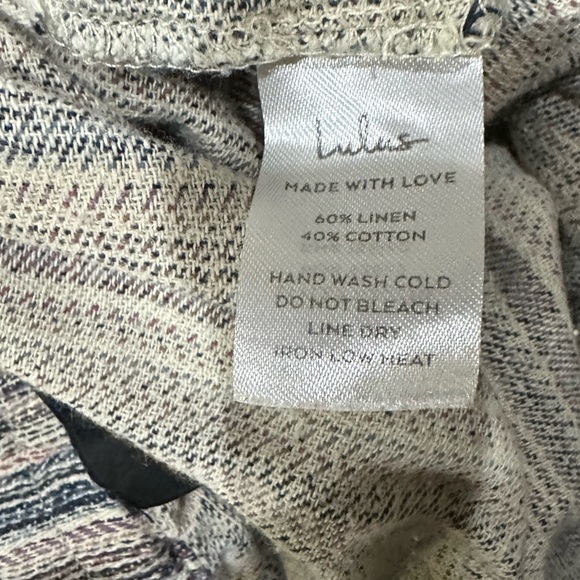 Lulus
MADE WITH LOVE
60% LINEN
40% COTTON
HAND WASH COLD
DO NOT BLEACH
LINE DRY
IRON LOW HEAT